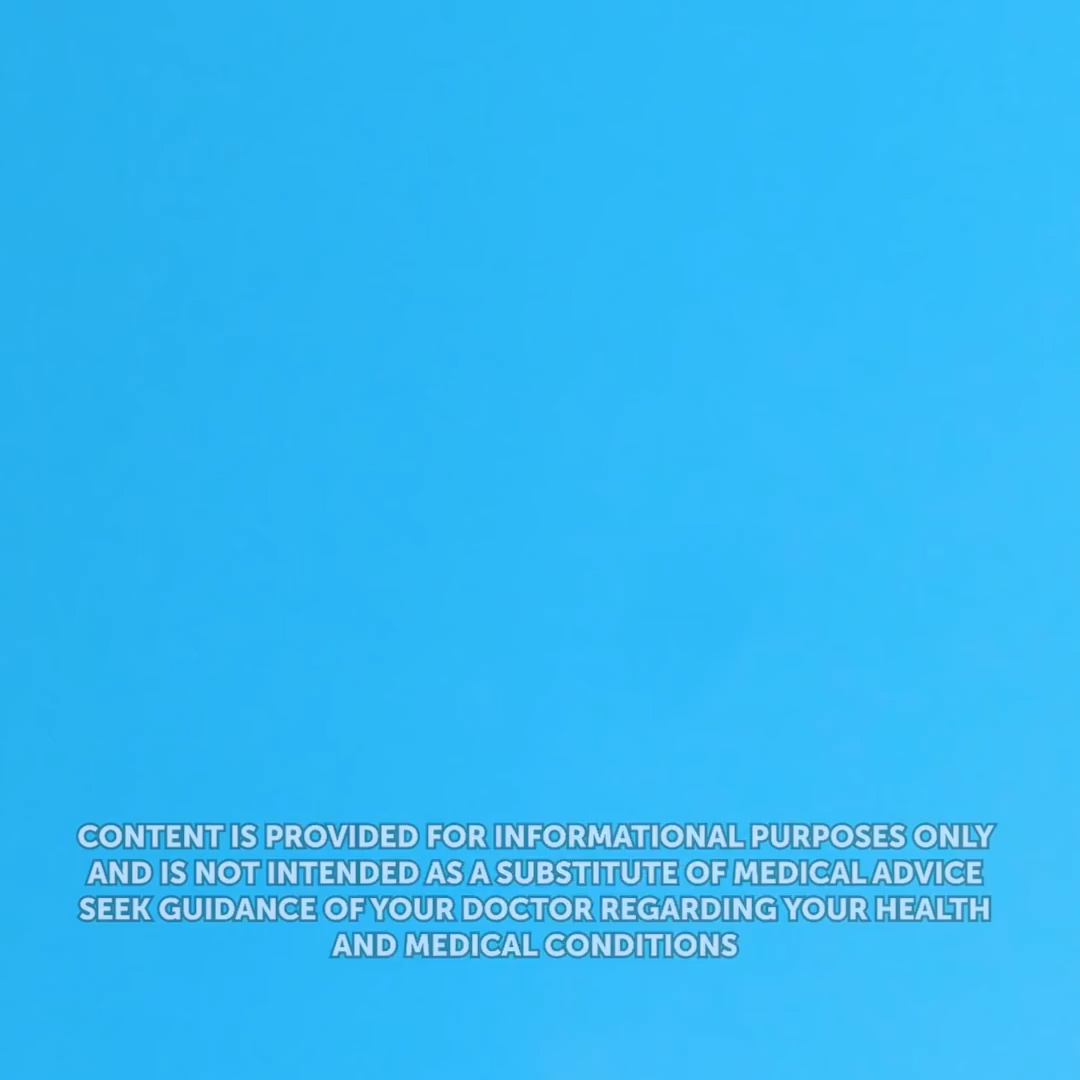 CONTENT IS PROVIDED FOR INFORMATIONAL PURPOSES ONLY
AND IS NOT INTENDED AS A SUBSTITUTE OF MEDICAL ADVICE
SEEK GUIDANCE OF YOUR DOCTOR REGARDING YOUR HEALTH
AND MEDICAL CONDITIONS